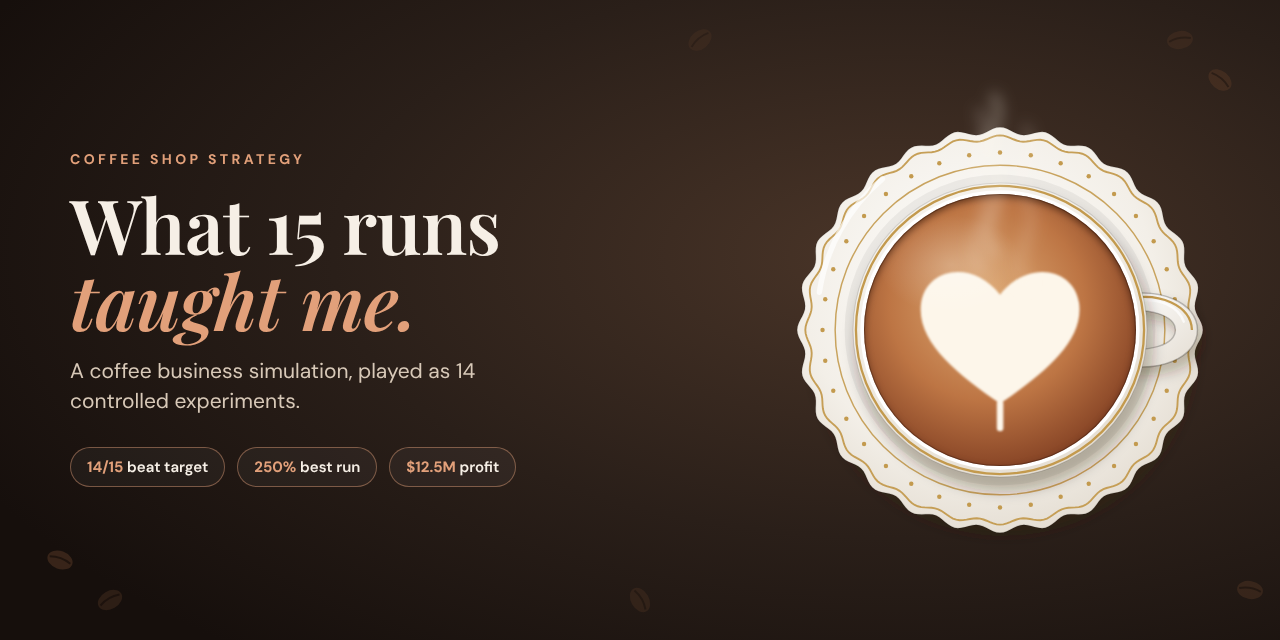 COFFEE SHOP STRATEGY
What 15 runs
taught me.
A coffee business simulation, played as 14
controlled experiments.
14/15 beat target
250% best run
$12.5M profit